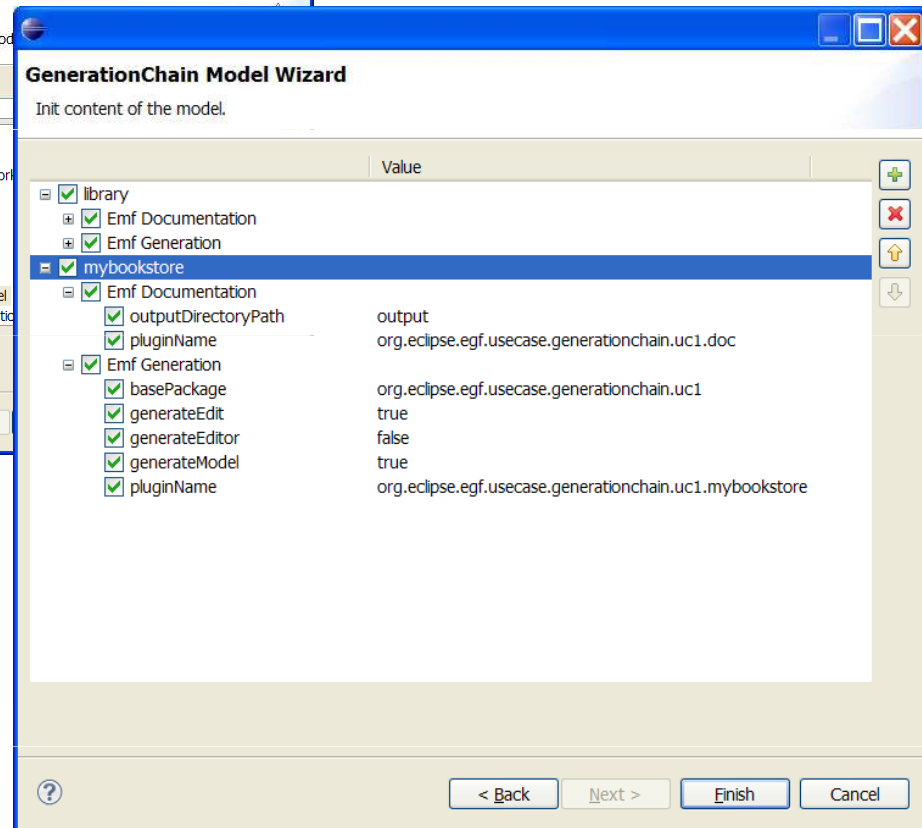 GenerationChain Model Wizard
Init content of the model.
Value
library
Emf Documentation
Emf Generation
mybookstore
Emf Documentation
outputDirectoryPath output
pluginName org.eclipse.egf.usecase.generationchain.uc1.doc
Emf Generation
basePackage org.eclipse.egf.usecase.generationchain.uc1
generateEdit true
generateEditor false
generateModel true
pluginName org.eclipse.egf.usecase.generationchain.uc1.mybookstore
< Back Next > Finish Cancel